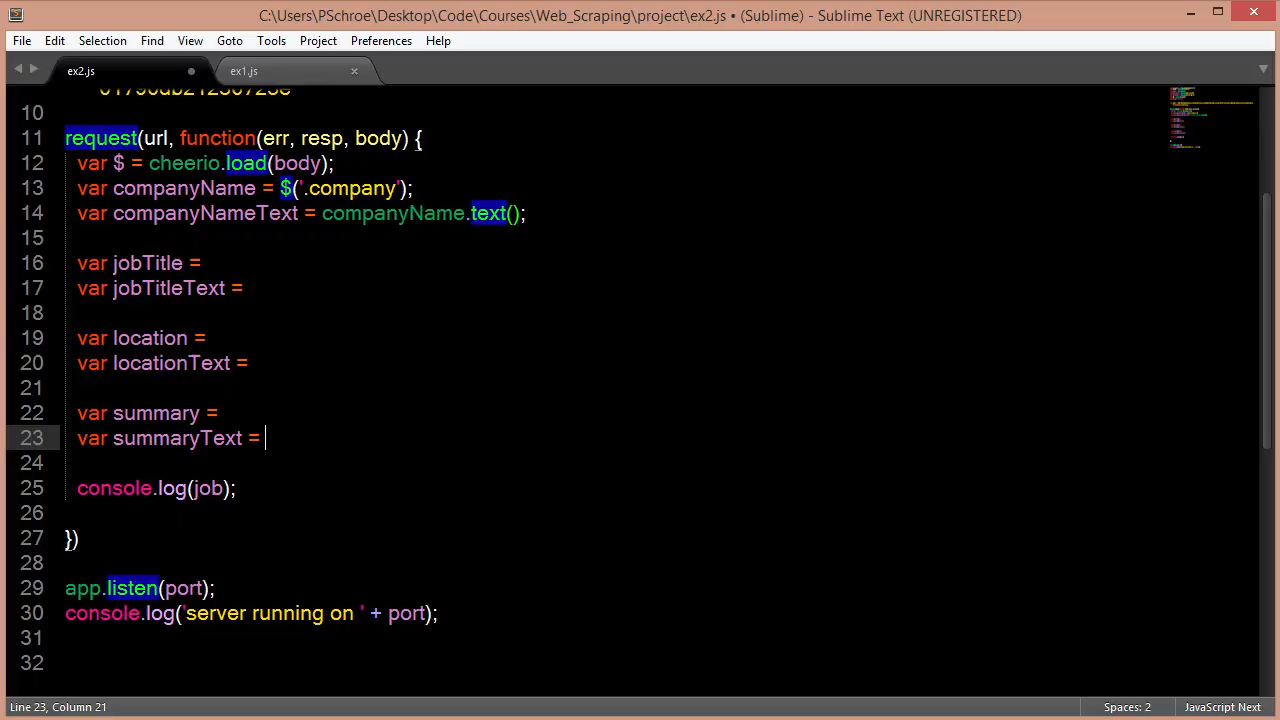 C:\Users\PSchroe\Desktop\Code\Courses\Web_Scraping\project\ex2.js • (Sublime) - Sublime Text (UNREGISTERED)
File Edit Selection Find View Goto Tools Project Preferences Help
ex2.js ex1.js
10
11 request(url, function(err, resp, body) {
12 var $ = cheerio.load(body);
13 var companyName = $('.company');
14 var companyNameText = companyName.text();
15
16 var jobTitle =
17 var jobTitleText =
18
19 var location =
20 var locationText =
21
22 var summary =
23 var summaryText =
24
25 console.log(job);
26
27 })
28
29 app.listen(port);
30 console.log('server running on ' + port);
31
32
Line 23, Column 21 Spaces: 2 JavaScript Next